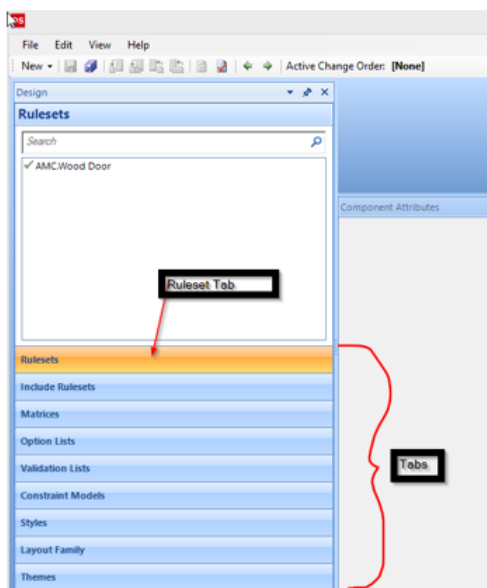 DS
File Edit View Help
New Active Change Order: [None]
Design
Rulesets
Search
AMC.Wood Door
Component Attributes
Ruleset Tab
Rulesets
Include Rulesets
Matrices
Option Lists
Validation Lists
Tabs
Constraint Models
Styles
Layout Family
Themes